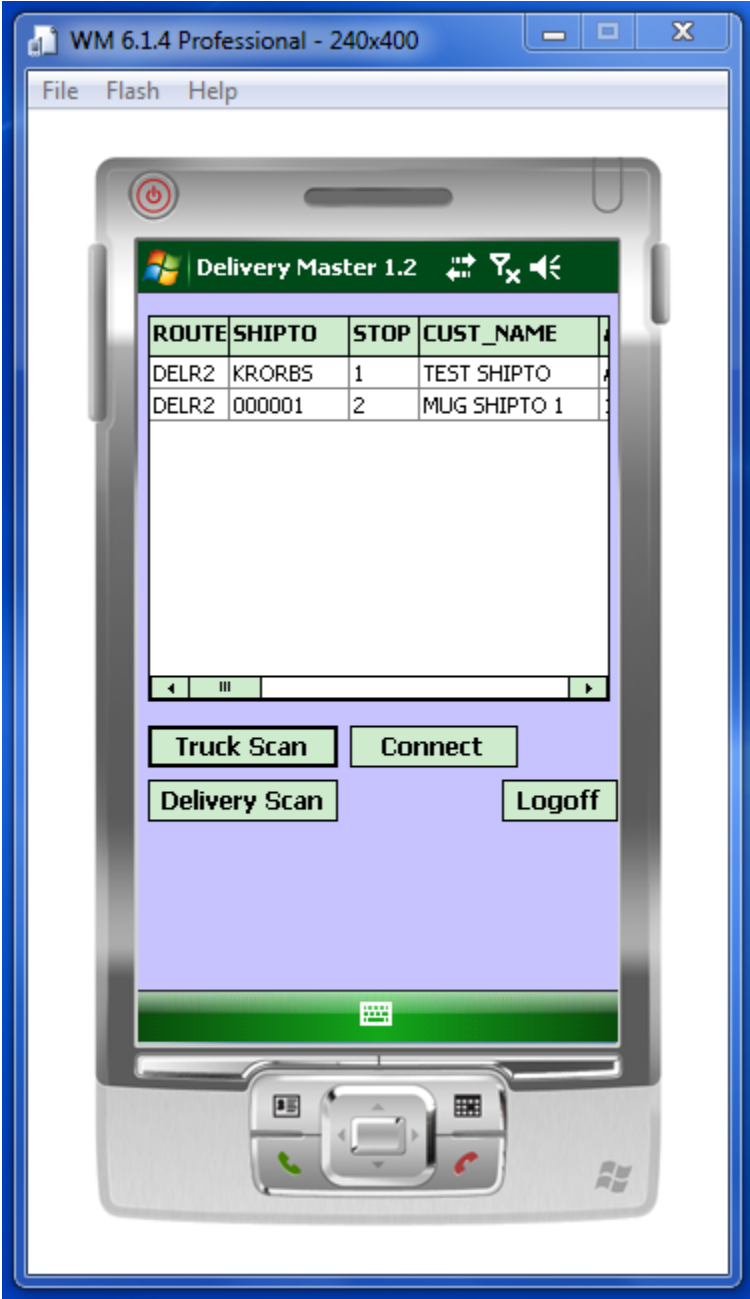 WM 6.1.4 Professional - 240x400
File Flash Help
Delivery Master 1.2
ROUTE SHIPTO STOP CUST_NAME
DELR2 KRORBS 1 TEST SHIPTO
DELR2 000001 2 MUG SHIPTO 1
Truck Scan Connect
Delivery Scan Logoff